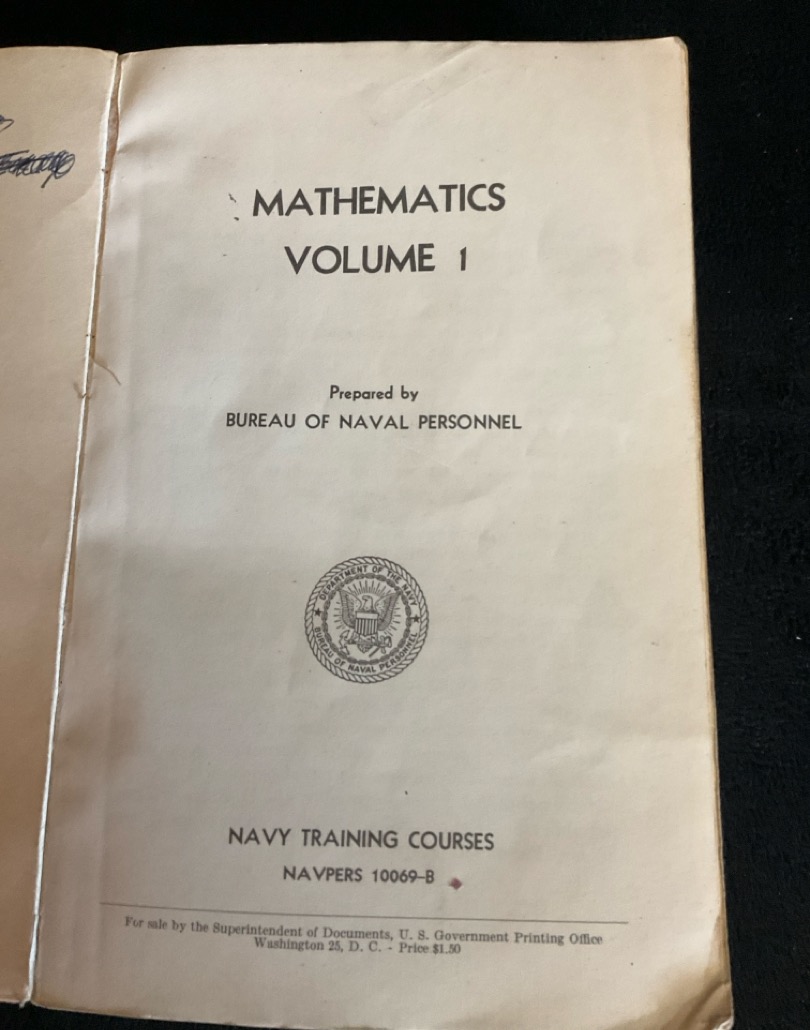 MATHEMATICS
VOLUME 1
Prepared by
BUREAU OF NAVAL PERSONNEL
DEPARTMENT OF THE NAVY
BUREAU OF NAVAL PERSONNEL
NAVY TRAINING COURSES
NAVPERS 10069-B
For sale by the Superintendent of Documents, U. S. Government Printing Office
Washington 25, D. C. - Price $1.50